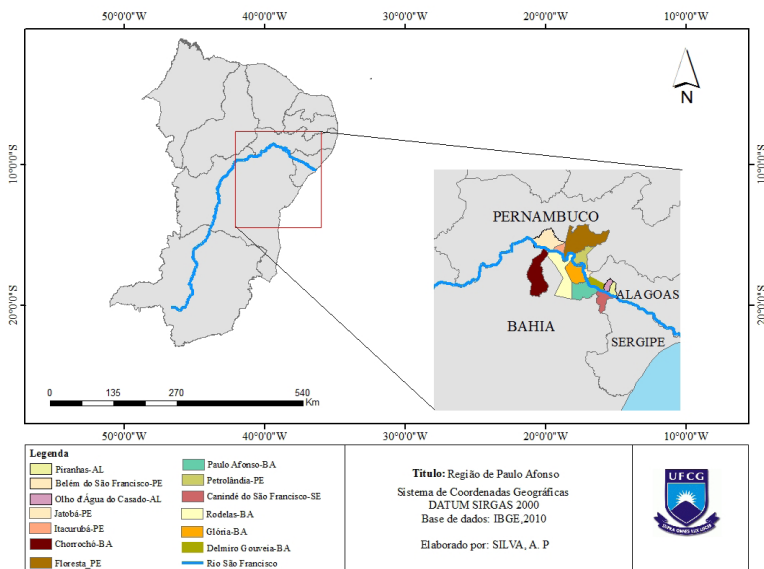 50°0'0"W 40°0'0"W 30°0'0"W 20°0'0"W 10°0'0"W
N
10°0'0"S
10°0'0"S
PERNAMBUCO
ALAGOAS
BAHIA
SERGIPE
20°0'0"S
20°0'0"S
0 135 270 540
Km
50°0'0"W 40°0'0"W 30°0'0"W 20°0'0"W 10°0'0"W
Legenda
Piranhas-AL
Belém do São Francisco-PE
Olho d'Água do Casado-AL
Jatobá-PE
Itacurubá-PE
Chorrochó-BA
Floresta_PE
Paulo Afonso-BA
Petrolândia-PE
Canindé do São Francisco-SE
Rodelas-BA
Glória-BA
Delmiro Gouveia-BA
Rio São Francisco
Título: Região de Paulo Afonso
Sistema de Coordenadas Geográficas
DATUM SIRGAS 2000
Base de dados: IBGE,2010
Elaborado por: SILVA, A. P
UFCG